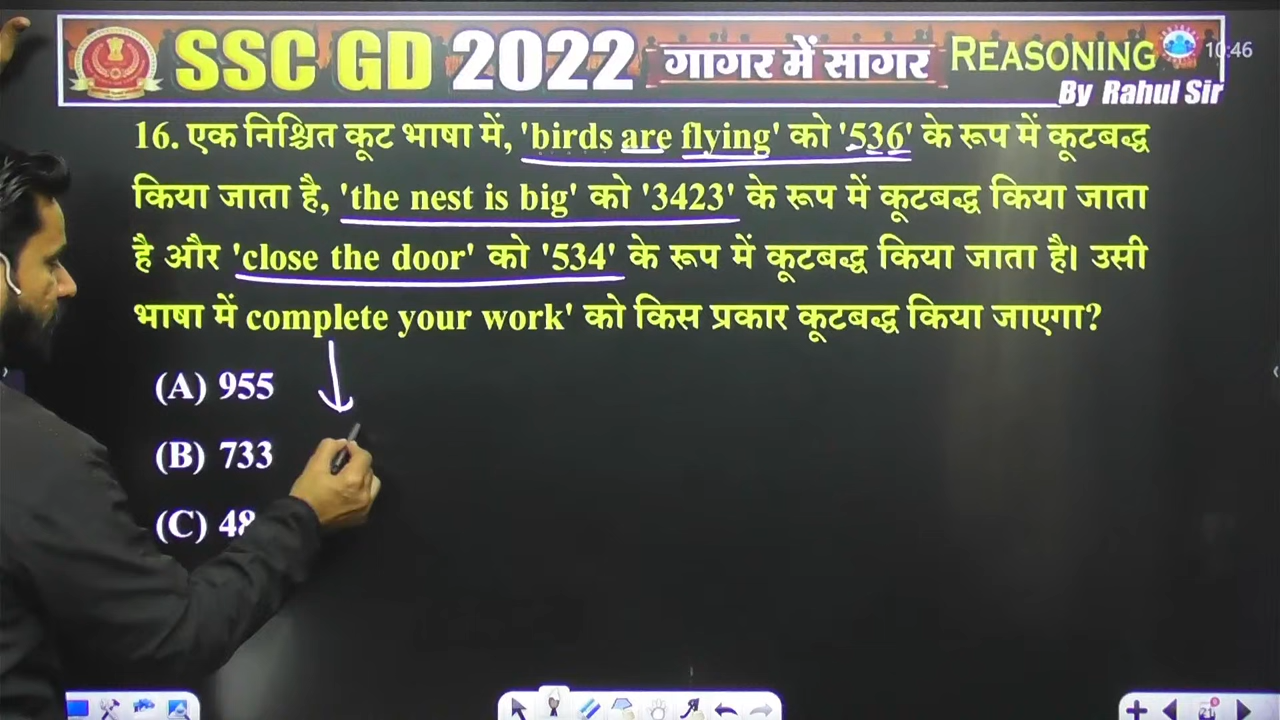 SSC GD 2022 गागर में सागर REASONING
10:46
By Rahul Sir
16. एक निश्चित कूट भाषा में, 'birds are flying' को '536' के रूप में कूटबद्ध
किया जाता है, 'the nest is big' को '3423' के रूप में कूटबद्ध किया जाता
है और 'close the door' को '534' के रूप में कूटबद्ध किया जाता है। उसी
भाषा में complete your work' को किस प्रकार कूटबद्ध किया जाएगा?
(A) 955
(B) 733
(C) 48